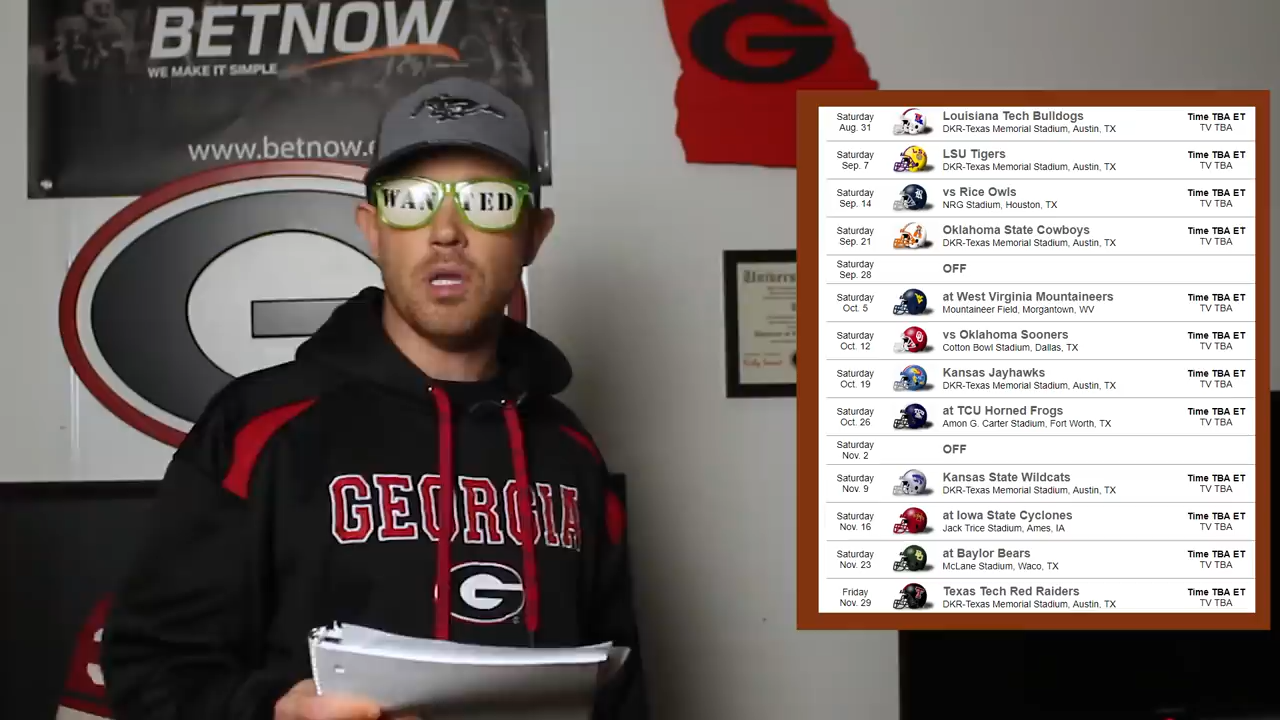 BETNOW
WE MAKE IT SIMPLE
www.betnow.e
G
G
WANTED
Univers
GEORGIA
G
Saturday Aug. 31 Louisiana Tech Bulldogs Time TBA ET
DKR-Texas Memorial Stadium, Austin, TX TV TBA
Saturday Sep. 7 LSU Tigers Time TBA ET
DKR-Texas Memorial Stadium, Austin, TX TV TBA
Saturday Sep. 14 vs Rice Owls Time TBA ET
NRG Stadium, Houston, TX TV TBA
Saturday Sep. 21 Oklahoma State Cowboys Time TBA ET
DKR-Texas Memorial Stadium, Austin, TX TV TBA
Saturday Sep. 28 OFF
Saturday Oct. 5 at West Virginia Mountaineers Time TBA ET
Mountaineer Field, Morgantown, WV TV TBA
Saturday Oct. 12 vs Oklahoma Sooners Time TBA ET
Cotton Bowl Stadium, Dallas, TX TV TBA
Saturday Oct. 19 Kansas Jayhawks Time TBA ET
DKR-Texas Memorial Stadium, Austin, TX TV TBA
Saturday Oct. 26 at TCU Horned Frogs Time TBA ET
Amon G. Carter Stadium, Fort Worth, TX TV TBA
Saturday Nov. 2 OFF
Saturday Nov. 9 Kansas State Wildcats Time TBA ET
DKR-Texas Memorial Stadium, Austin, TX TV TBA
Saturday Nov. 16 at Iowa State Cyclones Time TBA ET
Jack Trice Stadium, Ames, IA TV TBA
Saturday Nov. 23 at Baylor Bears Time TBA ET
McLane Stadium, Waco, TX TV TBA
Friday Nov. 29 Texas Tech Red Raiders Time TBA ET
DKR-Texas Memorial Stadium, Austin, TX TV TBA